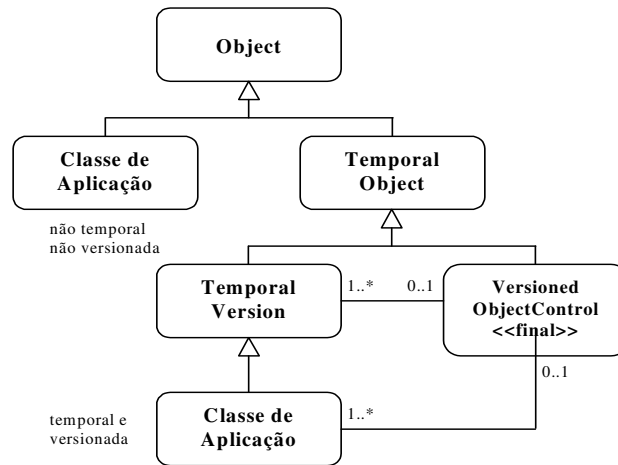 Object
Classe de
Aplicação
Temporal
Object
não temporal
não versionada
Temporal
Version
1..*
0..1
Versioned
ObjectControl
<<final>>
0..1
temporal e
versionada
Classe de
Aplicação
1..*